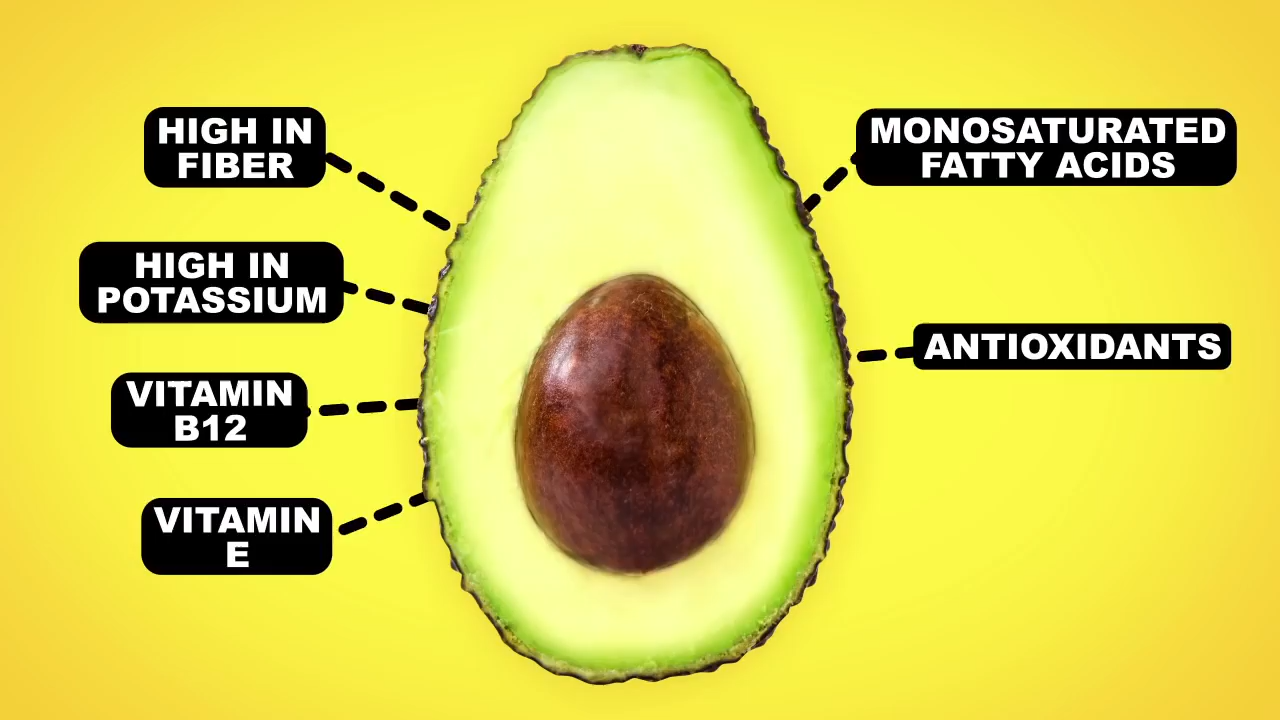 HIGH IN
FIBER
HIGH IN
POTASSIUM
VITAMIN
B12
VITAMIN
E
MONOSATURATED
FATTY ACIDS
ANTIOXIDANTS